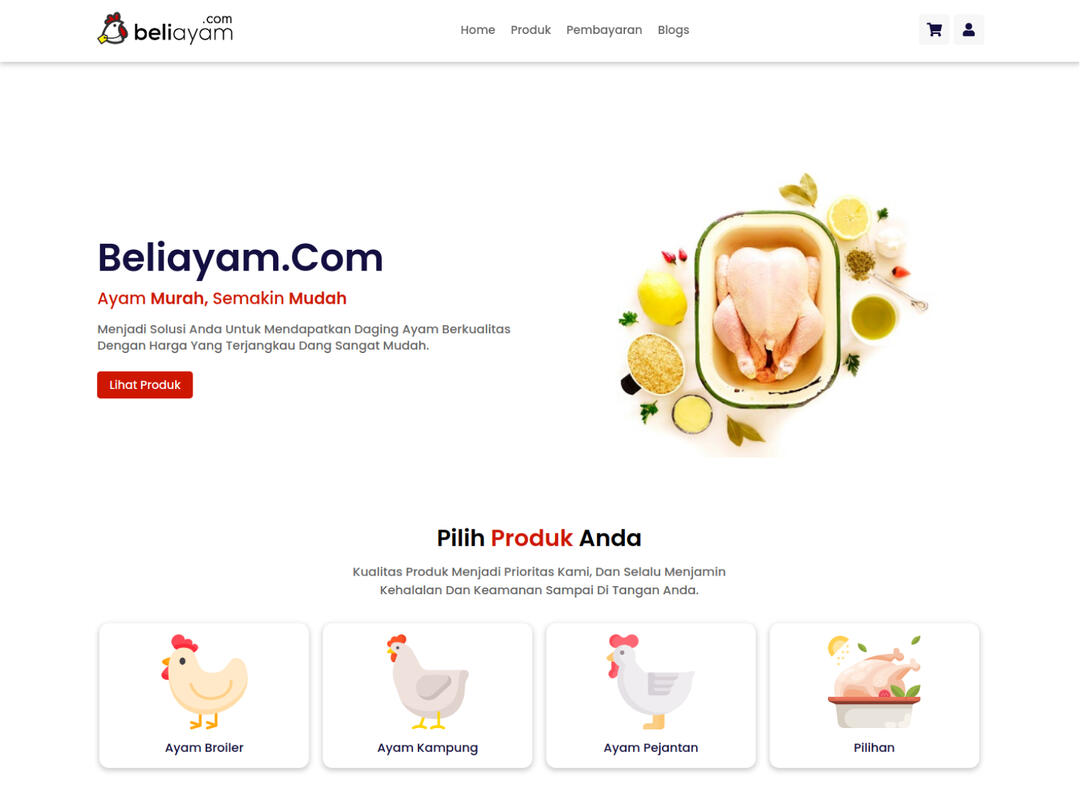 .com
beliayam
Home Produk Pembayaran Blogs
Beliayam.Com
Ayam Murah, Semakin Mudah
Menjadi Solusi Anda Untuk Mendapatkan Daging Ayam Berkualitas
Dengan Harga Yang Terjangkau Dang Sangat Mudah.
Lihat Produk
Pilih Produk Anda
Kualitas Produk Menjadi Prioritas Kami, Dan Selalu Menjamin
Kehalalan Dan Keamanan Sampai Di Tangan Anda.
Ayam Broiler
Ayam Kampung
Ayam Pejantan
Pilihan